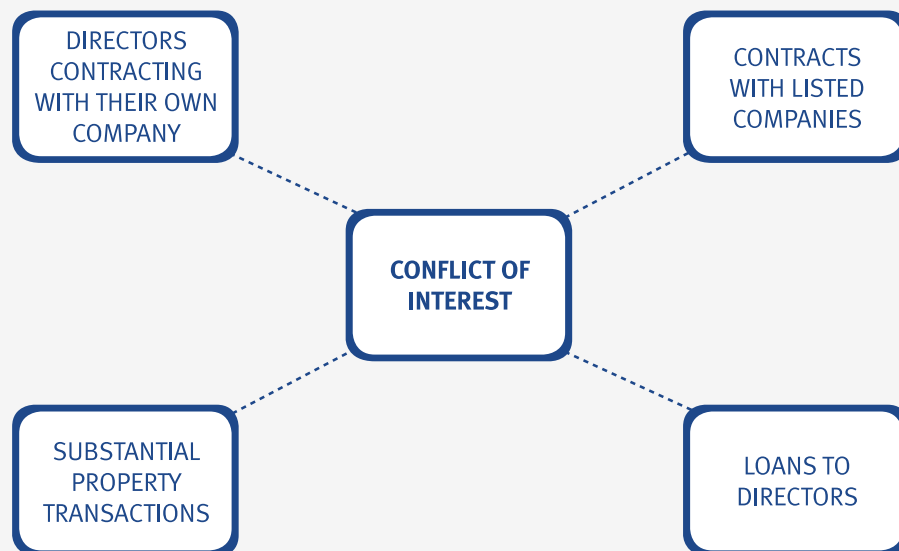 DIRECTORS
CONTRACTING
WITH THEIR OWN
COMPANY
CONTRACTS
WITH LISTED
COMPANIES
CONFLICT OF
INTEREST
SUBSTANTIAL
PROPERTY
TRANSACTIONS
LOANS TO
DIRECTORS